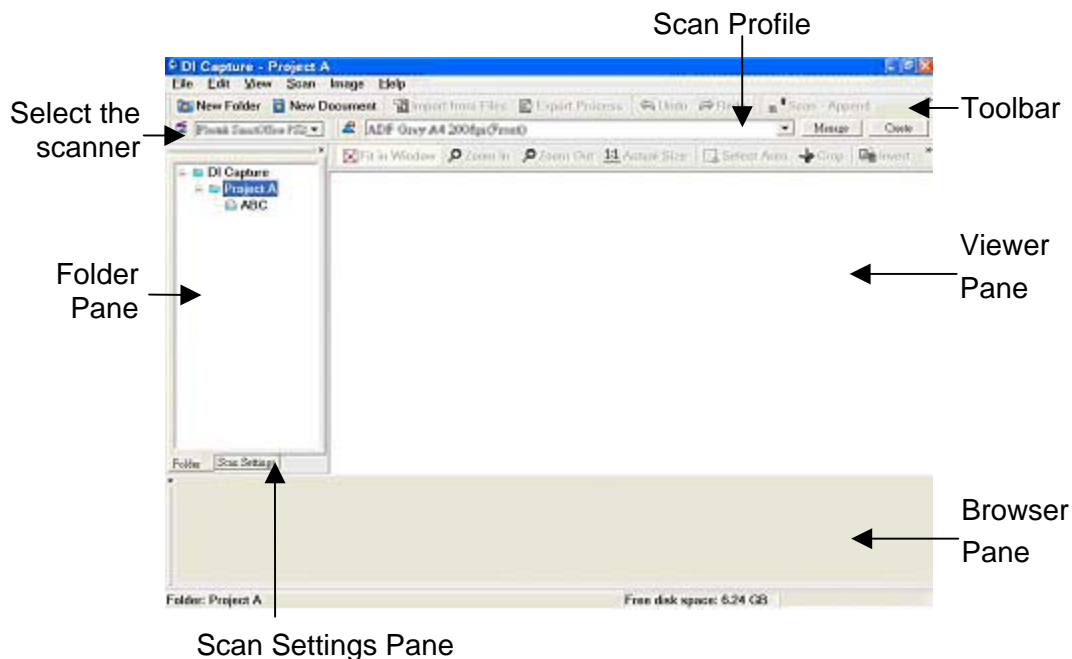 Scan Profile
DI Capture - Project A
File Edit View Scan Image Help
New Folder New Document Import from Files Export Process Undo Redo Scan - Append
Toolbar
Select the
scanner
ADF Gray A4 200dpi(Front)
Manage Create
Fit in Window Zoom In Zoom Out 1:1 Actual Size Select Area Crop Invert
DI Capture
Project A
ABC
Folder
Pane
Viewer
Pane
Folder Scan Settings
Browser
Pane
Folder: Project A Free disk space: 6.24 GB
Scan Settings Pane